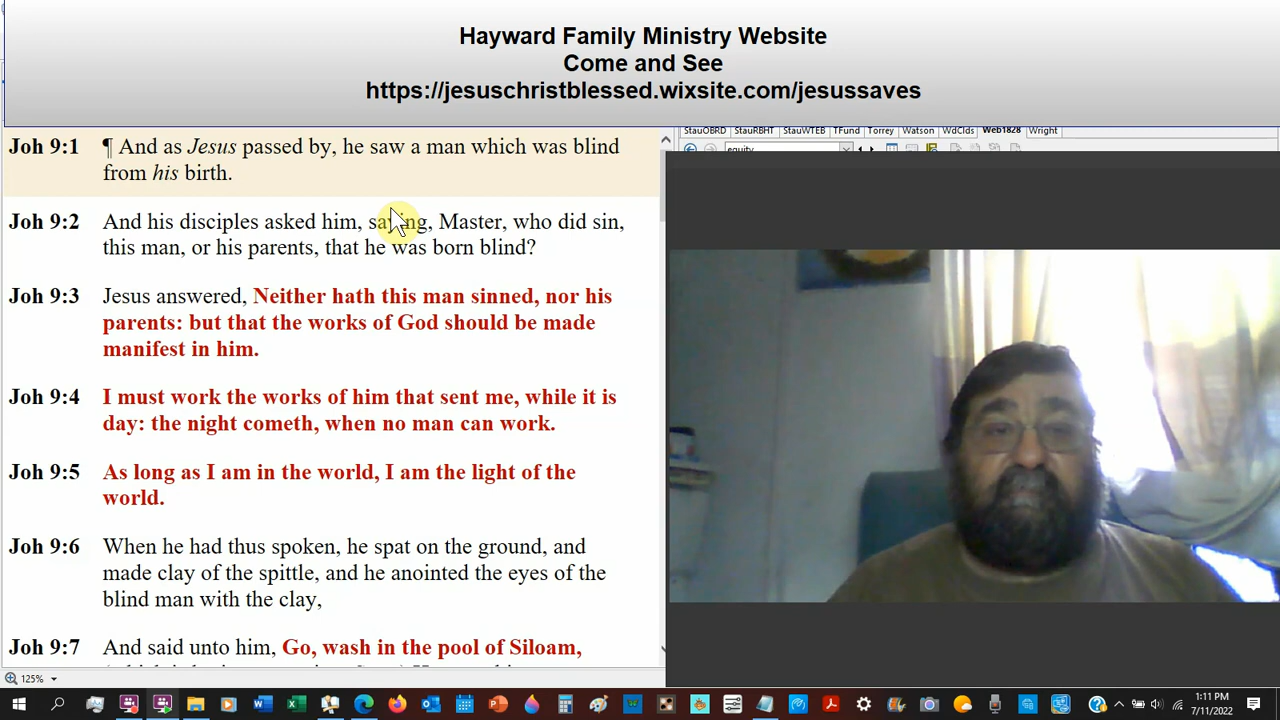 Hayward Family Ministry Website
Come and See
https://jesuschristblessed.wixsite.com/jesussaves
StauOBRD StauRBHT StauWTEB TFund Torrey Watson WdClds Web1828 Wright
equity
Joh 9:1 ¶ And as Jesus passed by, he saw a man which was blind
from his birth.
Joh 9:2 And his disciples asked him, saying, Master, who did sin,
this man, or his parents, that he was born blind?
Joh 9:3 Jesus answered, Neither hath this man sinned, nor his
parents: but that the works of God should be made
manifest in him.
Joh 9:4 I must work the works of him that sent me, while it is
day: the night cometh, when no man can work.
Joh 9:5 As long as I am in the world, I am the light of the
world.
Joh 9:6 When he had thus spoken, he spat on the ground, and
made clay of the spittle, and he anointed the eyes of the
blind man with the clay,
Joh 9:7 And said unto him, Go, wash in the pool of Siloam,
125%
1:11 PM
7/11/2022